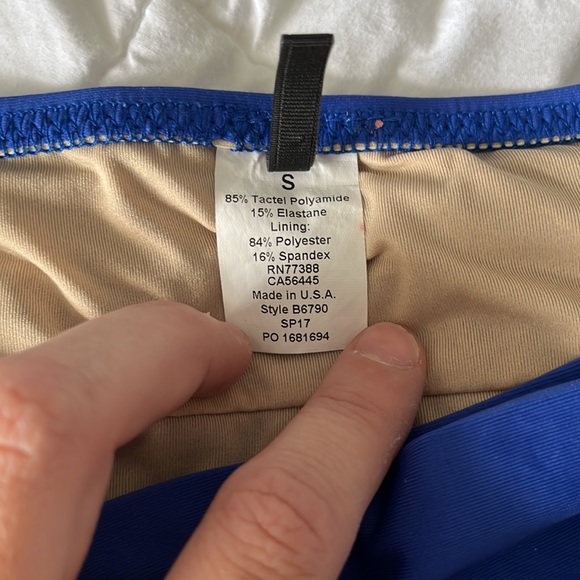 S
85% Tactel Polyamide
15% Elastane
Lining:
84% Polyester
16% Spandex
RN77388
CA56445
Made in U.S.A.
Style B6790
SP17
PO 1681694